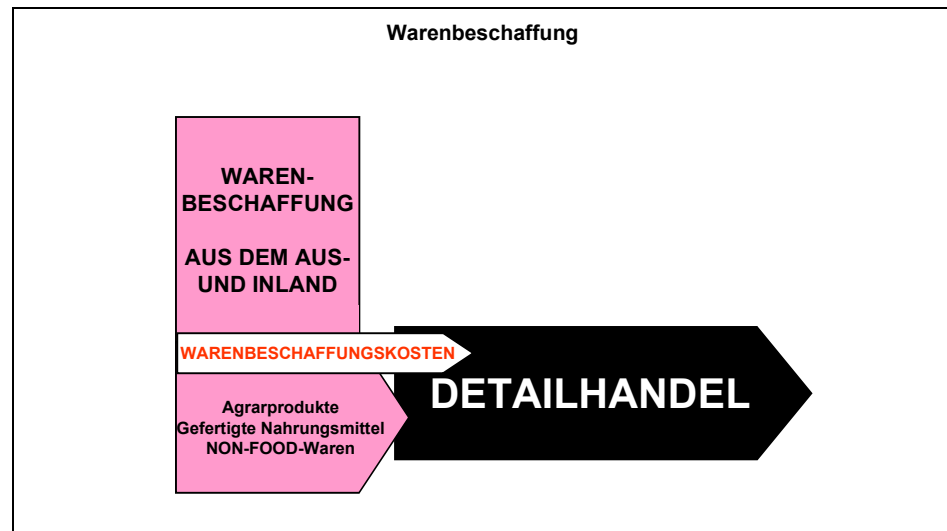 Warenbeschaffung
WAREN-
BESCHAFFUNG
AUS DEM AUS-
UND INLAND
WARENBESCHAFFUNGSKOSTEN
DETAILHANDEL
Agrarprodukte
Gefertigte Nahrungsmittel
NON-FOOD-Waren